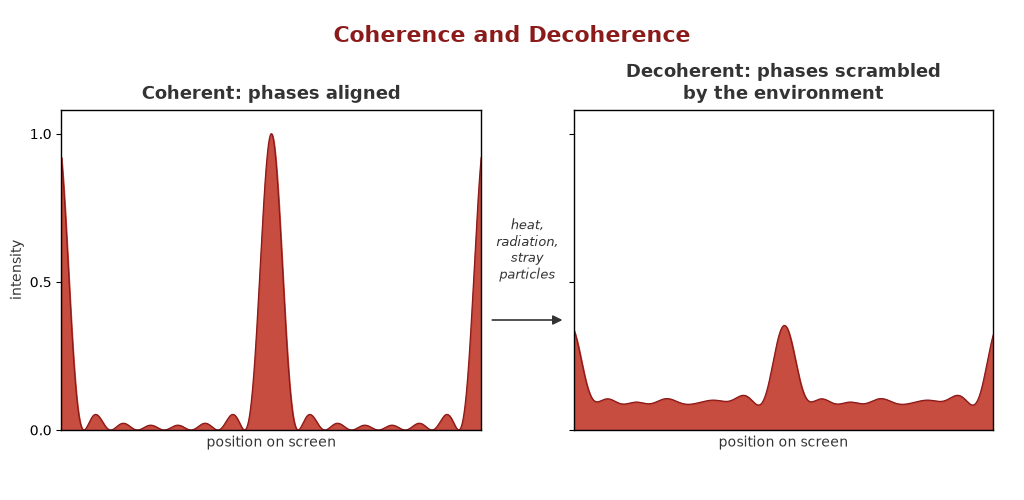 Coherence and Decoherence
Coherent: phases aligned
1.0
0.5
0.0
intensity
position on screen
heat,
radiation,
stray
particles
Decoherent: phases scrambled
by the environment
position on screen